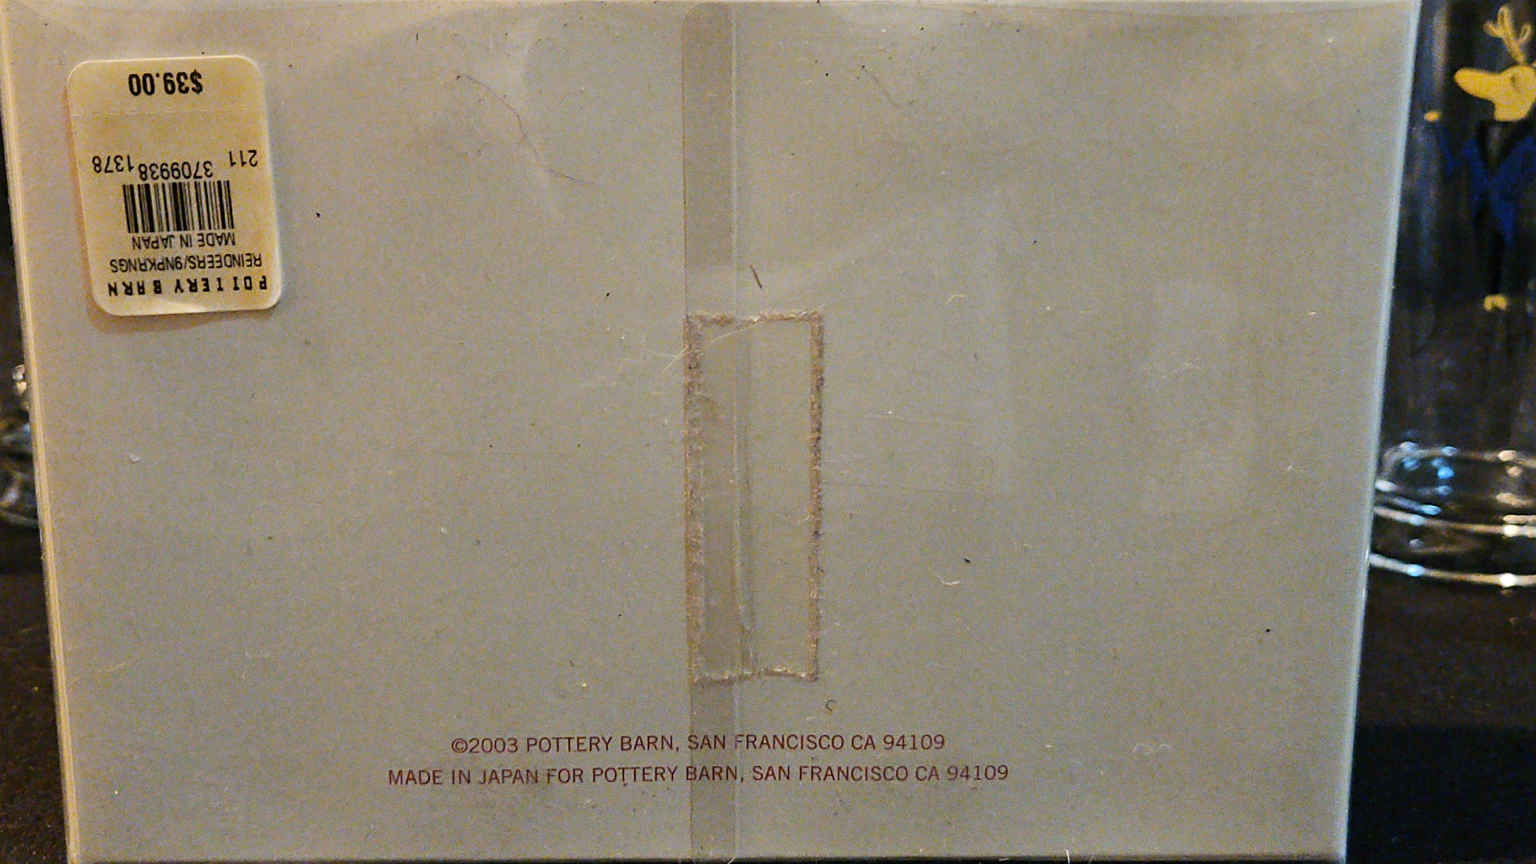 POTTERY BARN
REINDEERS/9NPKRNGS
MADE IN JAPAN
211 3709938 1378
$39.00
©2003 POTTERY BARN, SAN FRANCISCO CA 94109
MADE IN JAPAN FOR POTTERY BARN, SAN FRANCISCO CA 94109